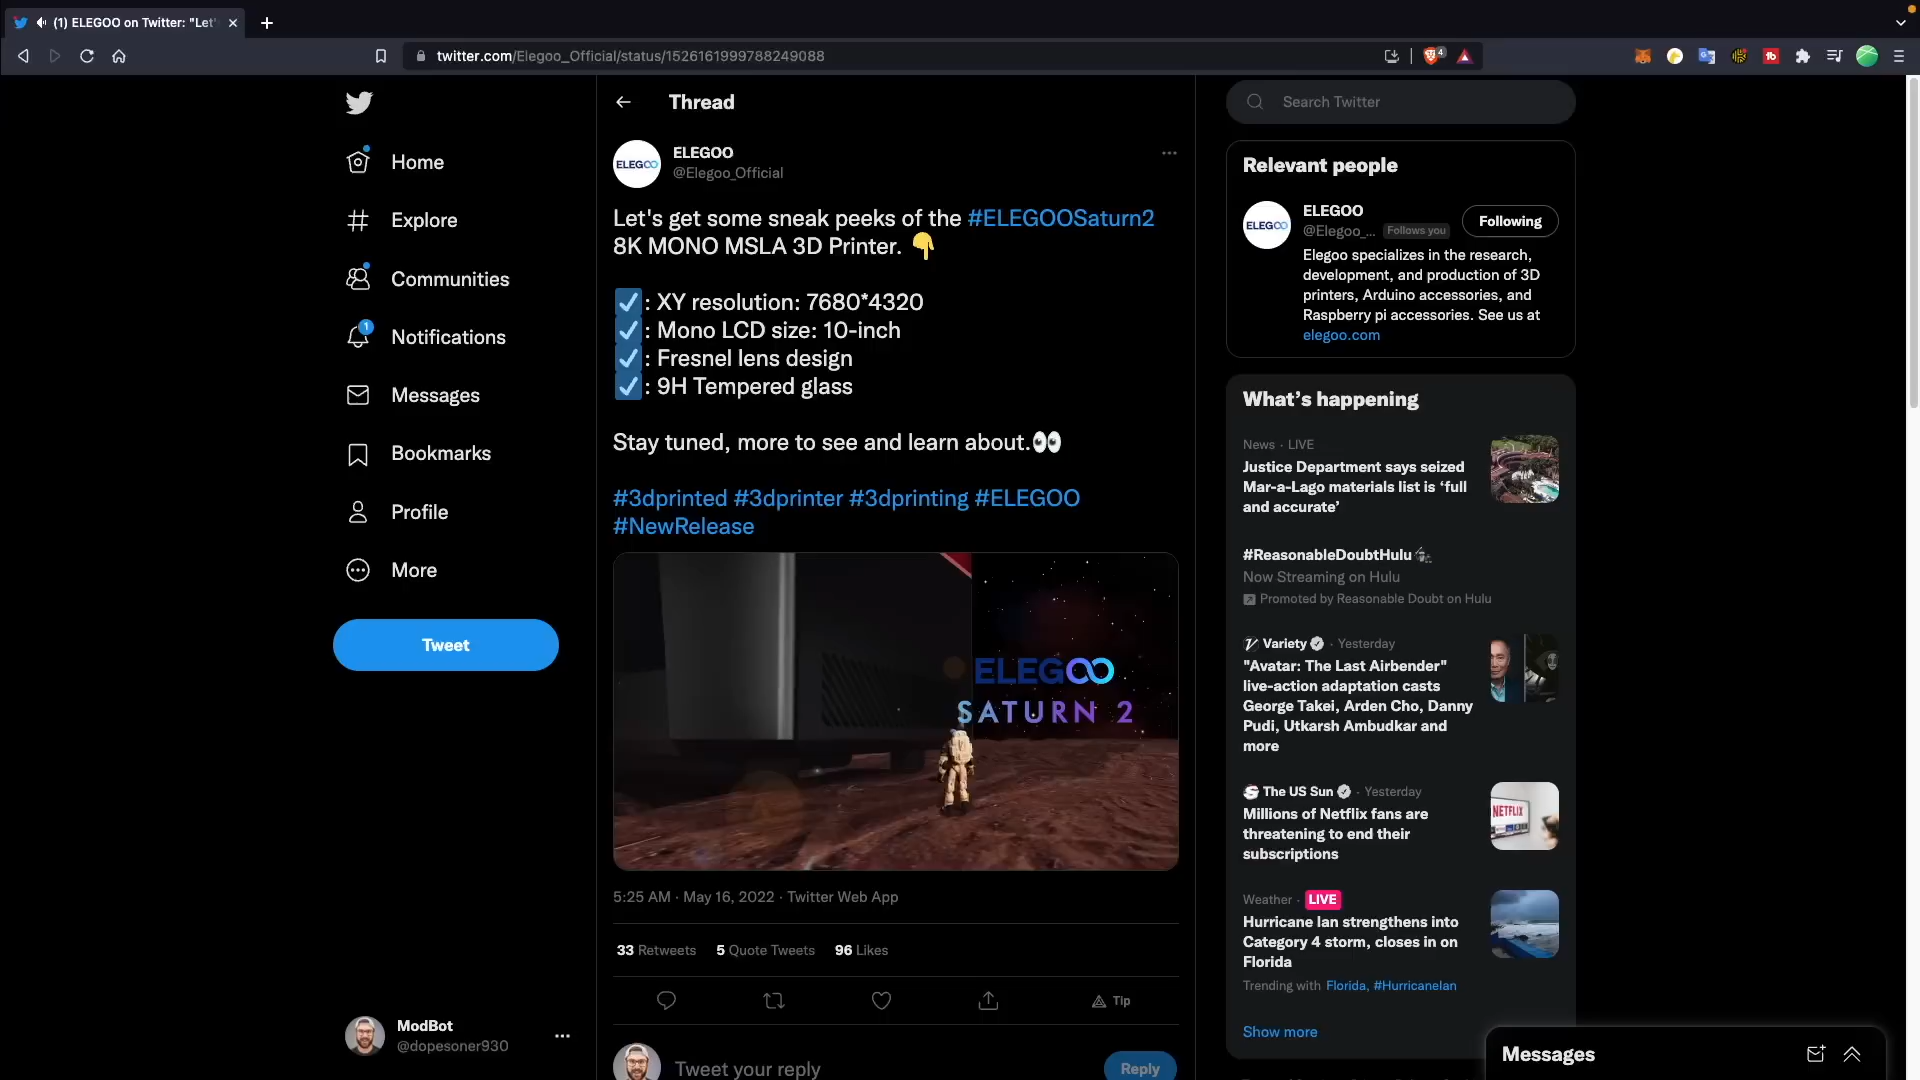 (1) ELEGOO on Twitter: "Let'
twitter.com/Elegoo_Official/status/1526161999788249088
4
Home
Explore
Communities
1
Notifications
Messages
Bookmarks
Profile
More
Tweet
ModBot
@dopesoner930
Thread
ELEGOO
ELEGOO
@Elegoo_Official
Let's get some sneak peeks of the #ELEGOOSaturn2
8K MONO MSLA 3D Printer. 👇
☑: XY resolution: 7680*4320
☑: Mono LCD size: 10-inch
☑: Fresnel lens design
☑: 9H Tempered glass
Stay tuned, more to see and learn about.👀
#3dprinted #3dprinter #3dprinting #ELEGOO
#NewRelease
ELEGOO
SATURN 2
5:25 AM · May 16, 2022 · Twitter Web App
33 Retweets 5 Quote Tweets 96 Likes
Tip
Tweet your reply
Reply
Search Twitter
Relevant people
ELEGOO
ELEGOO
@Elegoo_... Follows you
Following
Elegoo specializes in the research,
development, and production of 3D
printers, Arduino accessories, and
Raspberry pi accessories. See us at
elegoo.com
What's happening
News · LIVE
Justice Department says seized
Mar-a-Lago materials list is ‘full
and accurate’
#ReasonableDoubtHulu
Now Streaming on Hulu
Promoted by Reasonable Doubt on Hulu
Variety · Yesterday
"Avatar: The Last Airbender"
live-action adaptation casts
George Takei, Arden Cho, Danny
Pudi, Utkarsh Ambudkar and
more
The US Sun · Yesterday
Millions of Netflix fans are
threatening to end their
subscriptions
NETFLIX
Weather · LIVE
Hurricane Ian strengthens into
Category 4 storm, closes in on
Florida
Trending with Florida, #HurricaneIan
Show more
Messages